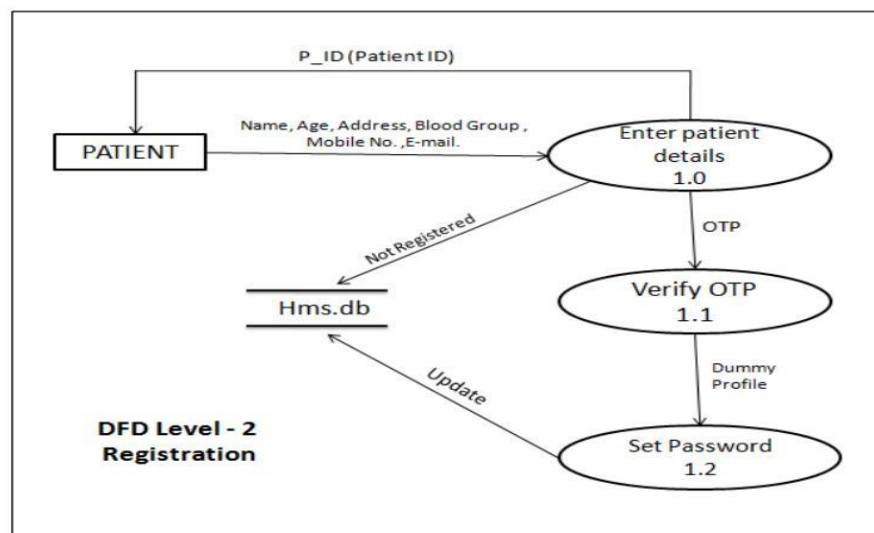 P_ID (Patient ID)
PATIENT
Name, Age, Address, Blood Group ,
Mobile No. ,E-mail.
Enter patient
details
1.0
Not Registered
OTP
Hms.db
Verify OTP
1.1
Update
Dummy
Profile
DFD Level - 2
Registration
Set Password
1.2